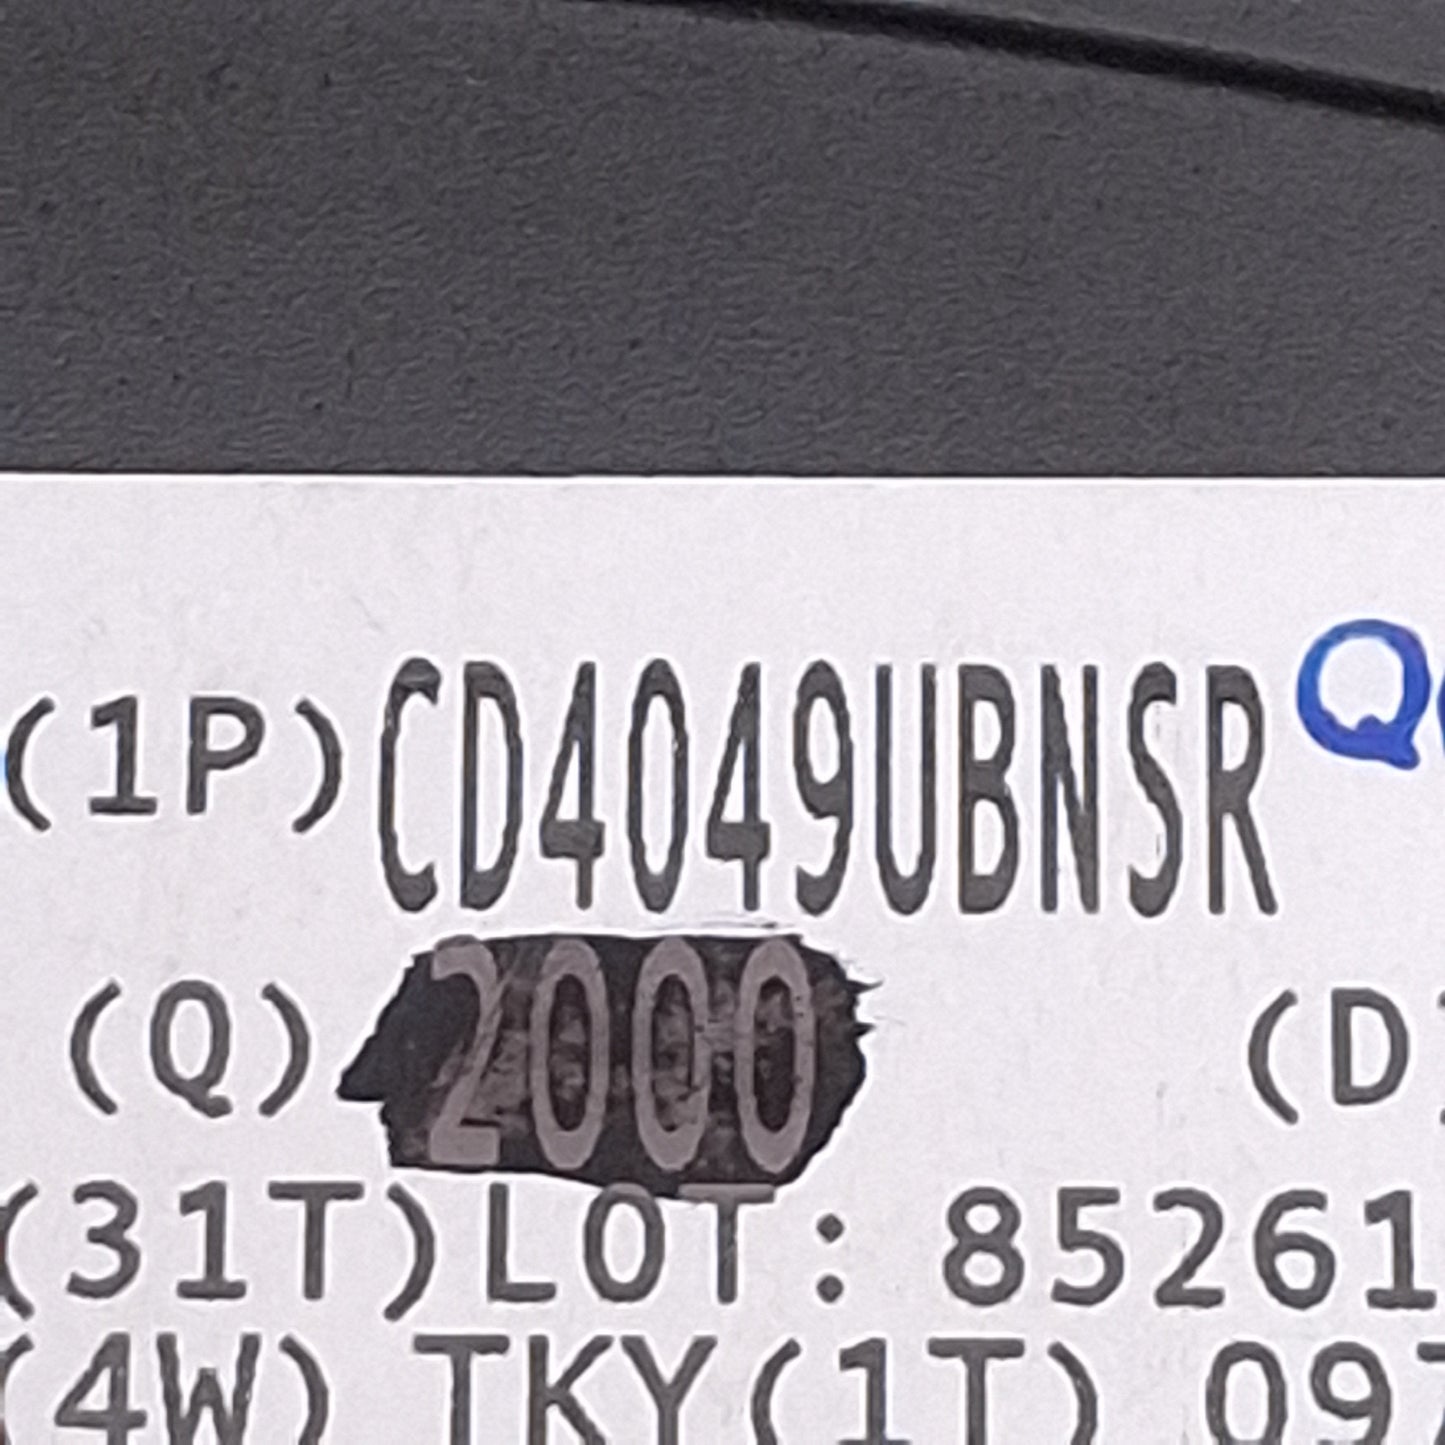 (1P)CD4049UBNSR Q
(Q) 2000 (D
(31T)LOT: 85261
(4W) TKY(1T) 097